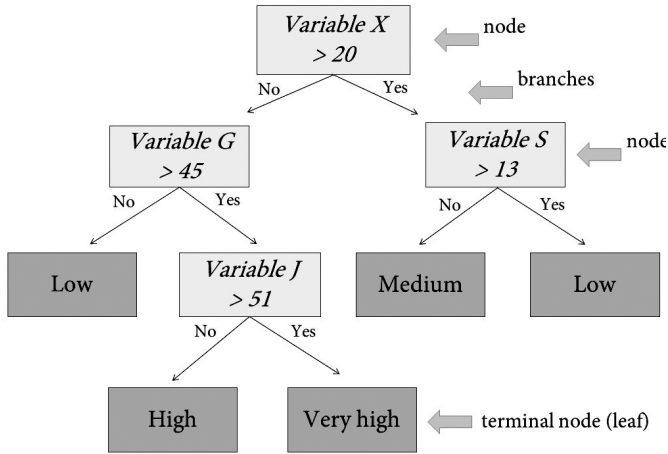 Variable X
> 20
node
No
Yes
branches
Variable G
> 45
Variable S
> 13
node
No
Yes
No
Yes
Low
Variable J
> 51
Medium
Low
No
Yes
High
Very high
terminal node (leaf)